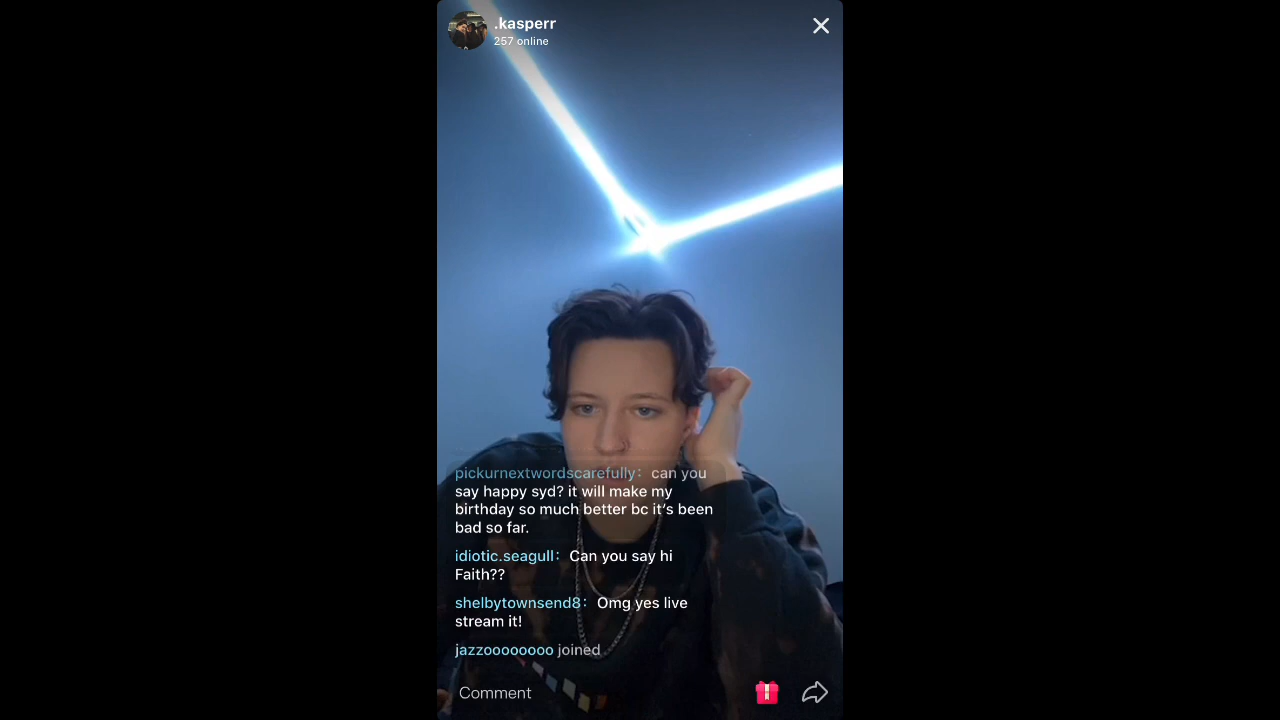 .kasperr
257 online
pickurnextwordscarefully: can you
say happy syd? it will make my
birthday so much better bc it's been
bad so far.
idiotic.seagull: Can you say hi
Faith??
shelbytownsend8: Omg yes live
stream it!
jazzoooooooo joined
Comment